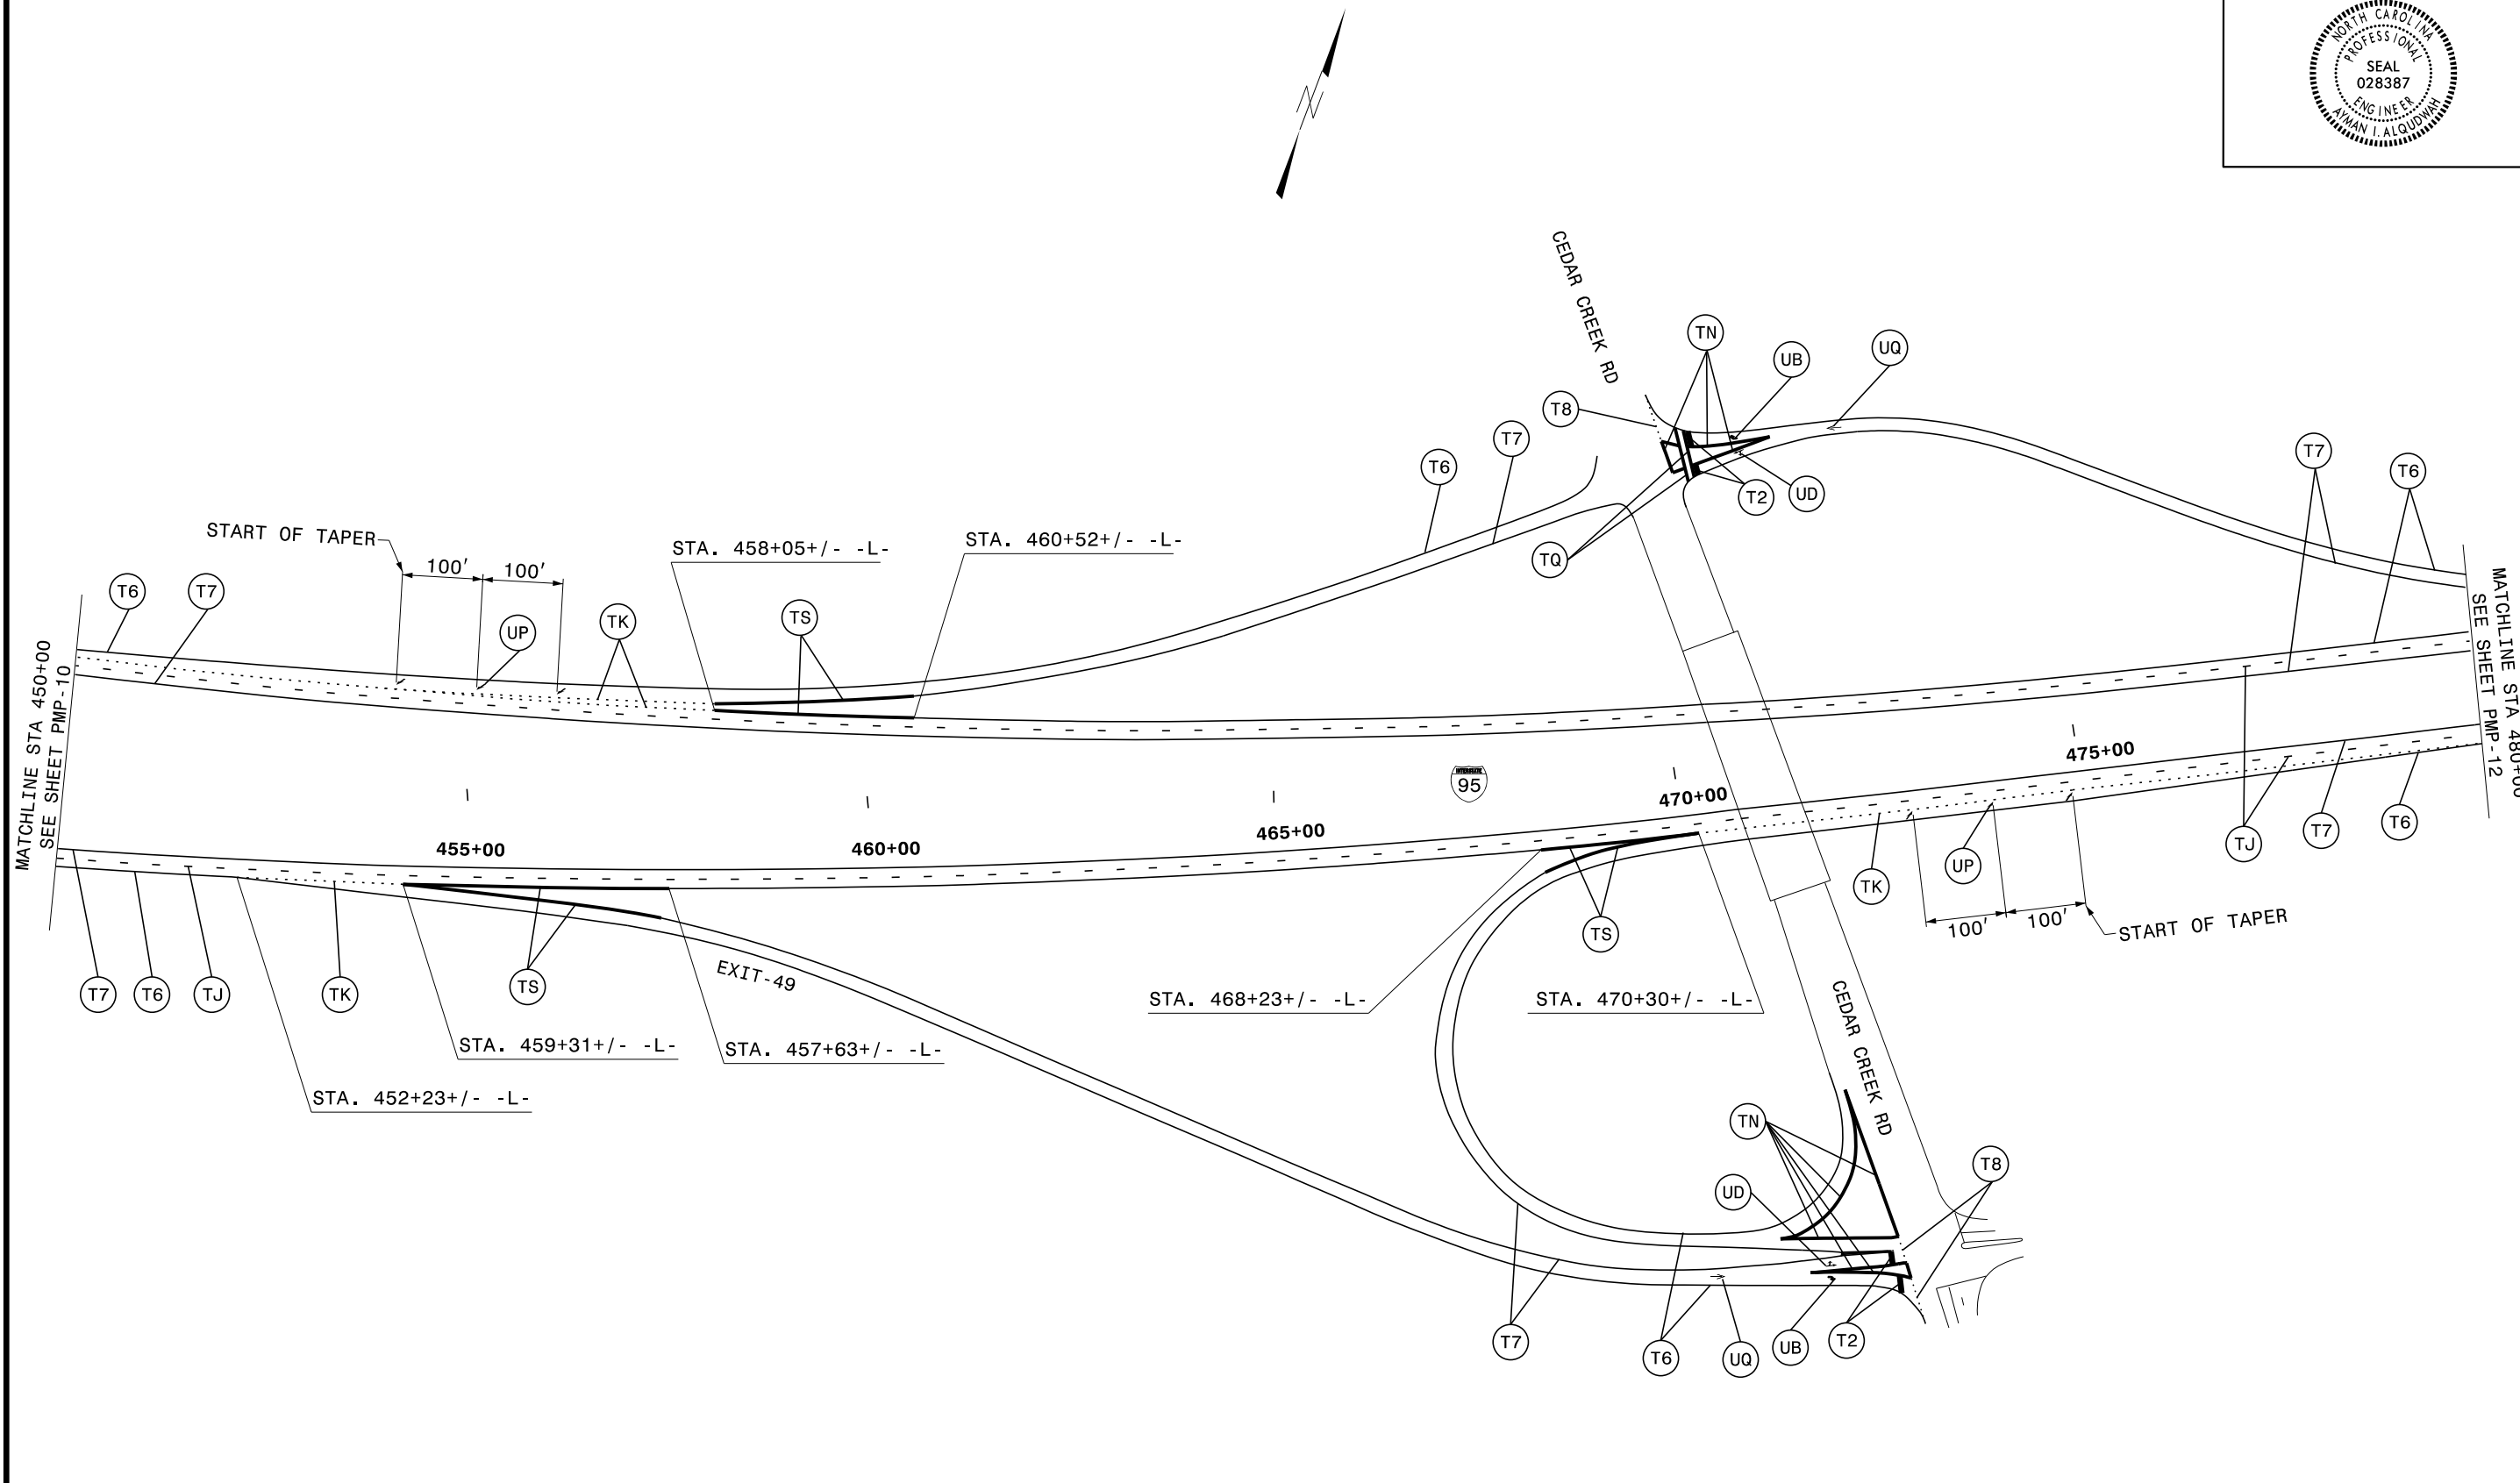 NORTH CAROLINA
PROFESSIONAL
SEAL
028387
ENGINEER
AYMAN I. ALQUDWAH
N
CEDAR CREEK RD
TN
UB
UQ
T8
T6
T7
T2
UD
TQ
T7
T6
START OF TAPER
100'
100'
STA. 458+05+/- -L-
STA. 460+52+/- -L-
T6
T7
UP
TK
TS
MATCHLINE STA 450+00
SEE SHEET PMP-10
MATCHLINE STA 480+00
SEE SHEET PMP-12
INTERSTATE
95
455+00
460+00
465+00
470+00
475+00
T7
T6
TJ
TK
TS
EXIT-49
TS
TK
UP
TJ
T7
T6
100'
100'
START OF TAPER
STA. 459+31+/- -L-
STA. 457+63+/- -L-
STA. 452+23+/- -L-
STA. 468+23+/- -L-
STA. 470+30+/- -L-
CEDAR CREEK RD
TN
UD
T8
T7
T6
UQ
UB
T2